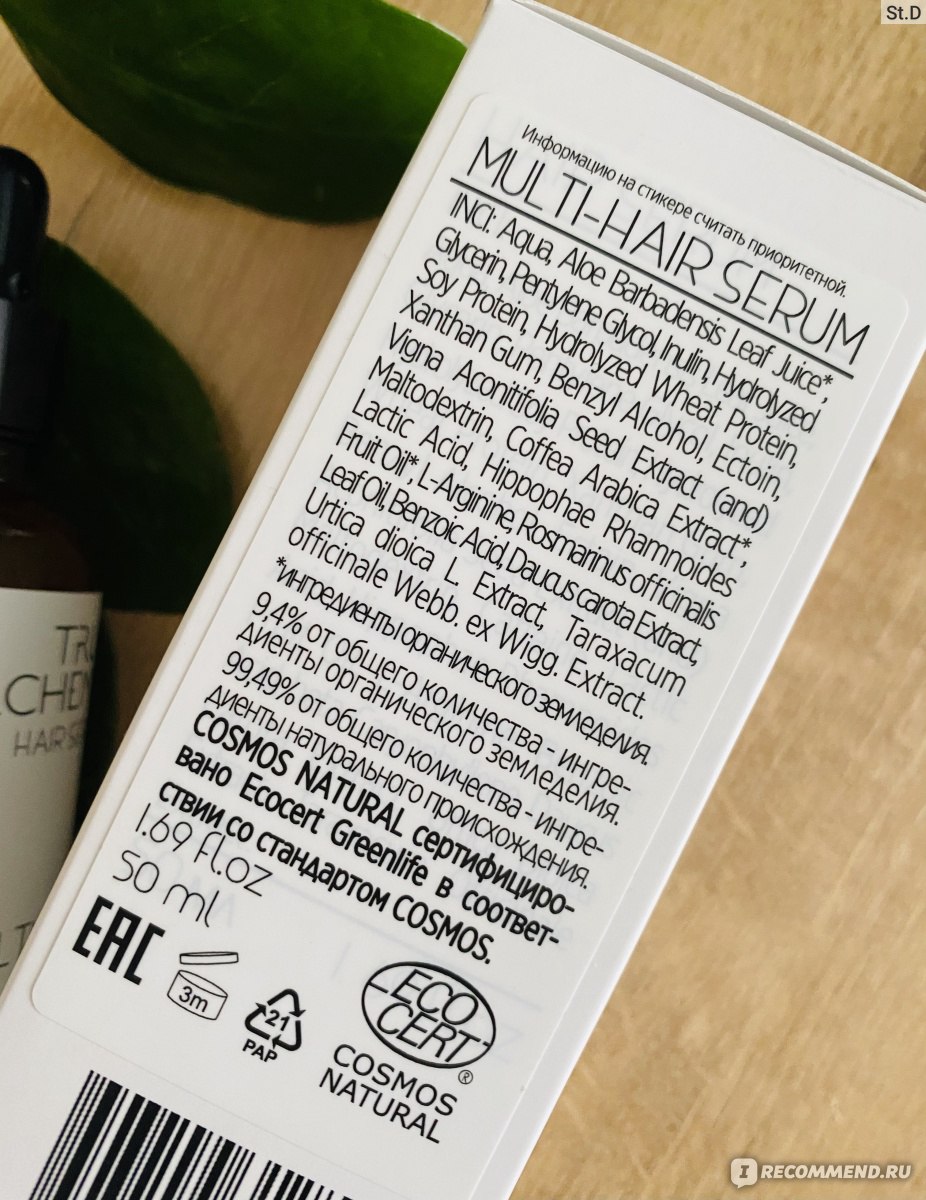 St.D
Информацию на стикере считать приоритетной.
MULTI-HAIR SERUM
INCI: Aqua, Aloe Barbadensis Leaf Juice*,
Glycerin, Pentylene Glycol, Inulin, Hydrolyzed
Soy Protein, Hydrolyzed Wheat Protein,
Xanthan Gum, Benzyl Alcohol, Ectoin,
Vigna Aconitifolia Seed Extract (and)
Maltodextrin, Coffea Arabica Extract*,
Lactic Acid, Hippophae Rhamnoides
Fruit Oil*, L-Arginine, Rosmarinus officinalis
Leaf Oil, Benzoic Acid, Daucus carota Extract,
Urtica dioica L. Extract, Taraxacum
officinale Webb. ex Wigg. Extract.
*ингредиенты органического земледелия.
9,4% от общего количества - ингре-
диенты органического земледелия.
99,49% от общего количества - ингре-
диенты натурального происхождения.
COSMOS NATURAL сертифициро-
вано Ecocert Greenlife в соответ-
ствии со стандартом COSMOS.
1.69 fl.oz
50 ml
EAC
3m
21
PAP
ECO
CERT
®
COSMOS
NATURAL
HAIR
IRECOMMEND.RU